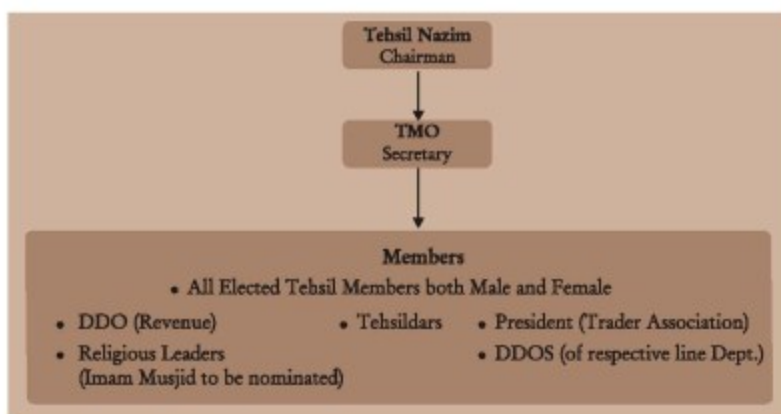 Tehsil Nazim
Chairman
TMO
Secretary
Members
• All Elected Tehsil Members both Male and Female
• DDO (Revenue)
• Tehsildars
• President (Trader Association)
• Religious Leaders
(Imam Musjid to be nominated)
• DDOS (of respective line Dept.)